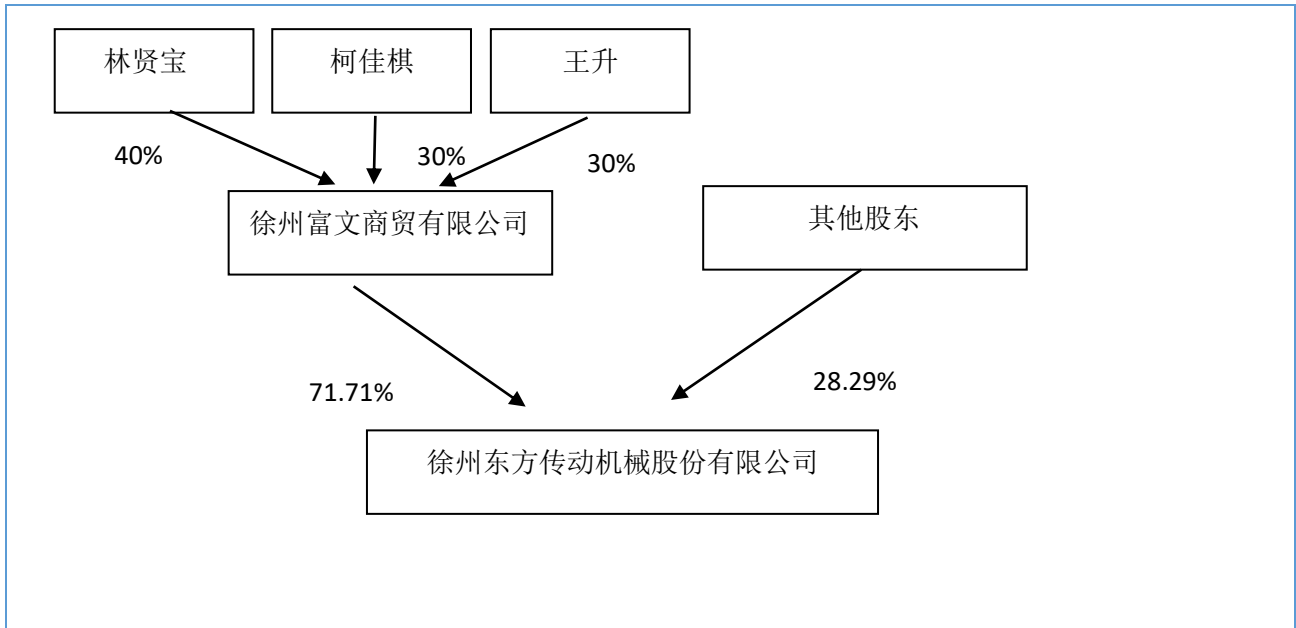 林贤宝
柯佳棋
王升
40%
30%
30%
徐州富文商贸有限公司
其他股东
71.71%
28.29%
徐州东方传动机械股份有限公司